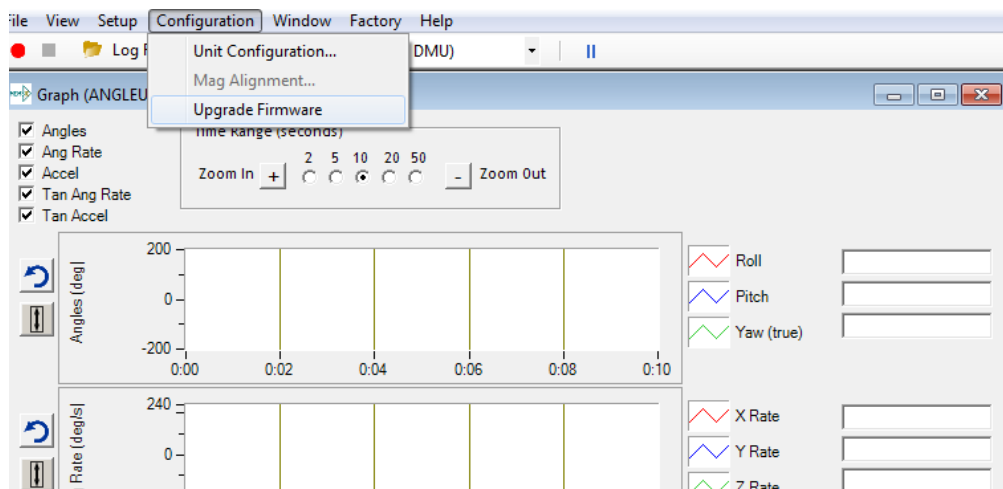 File View Setup Configuration Window Factory Help
Log F
Unit Configuration...
DMU)
Mag Alignment...
Graph (ANGLEU
Upgrade Firmware
Angles
Time Range (seconds)
Ang Rate
2 5 10 20 50
Accel
Zoom In + - Zoom Out
Tan Ang Rate
Tan Accel
200
0
-200
Angles (deg)
0:00 0:02 0:04 0:06 0:08 0:10
Roll
Pitch
Yaw (true)
240
0
Rate (deg/s)
X Rate
Y Rate
Z Rate